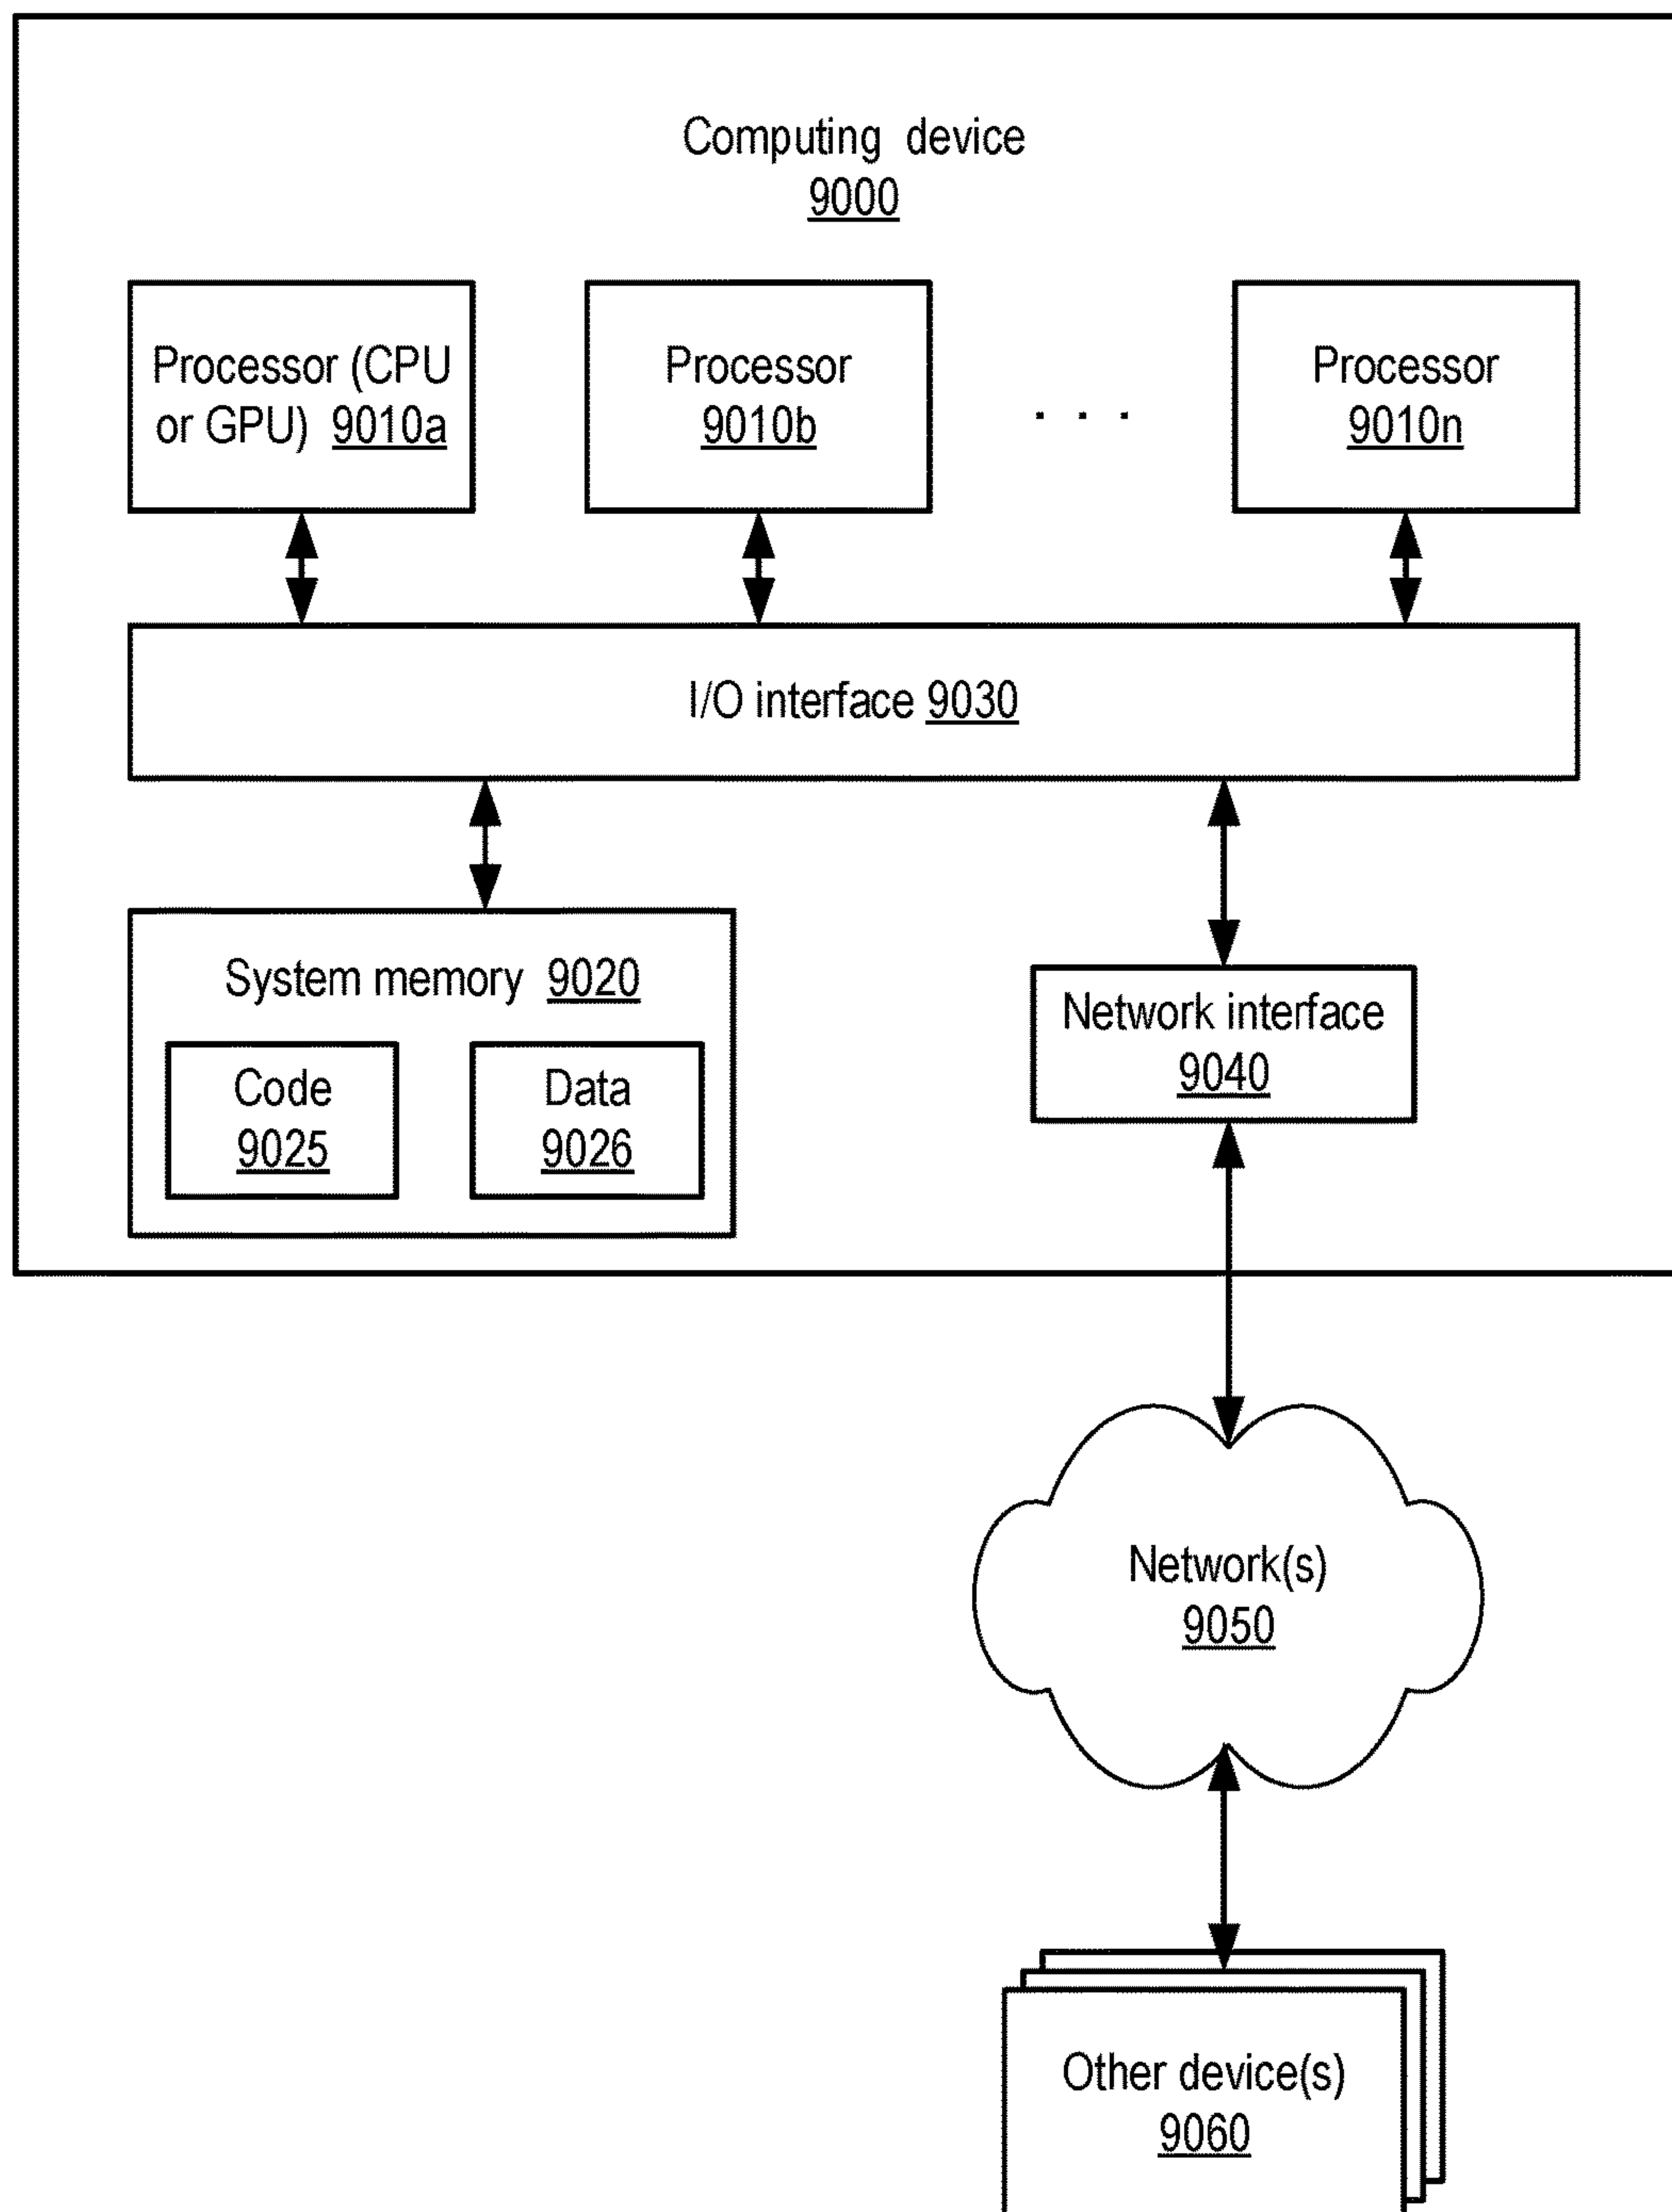 Computing device
9000
Processor (CPU
or GPU) 9010a
Processor
9010b
. . .
Processor
9010n
I/O interface 9030
System memory 9020
Code
9025
Data
9026
Network interface
9040
Network(s)
9050
Other device(s)
9060